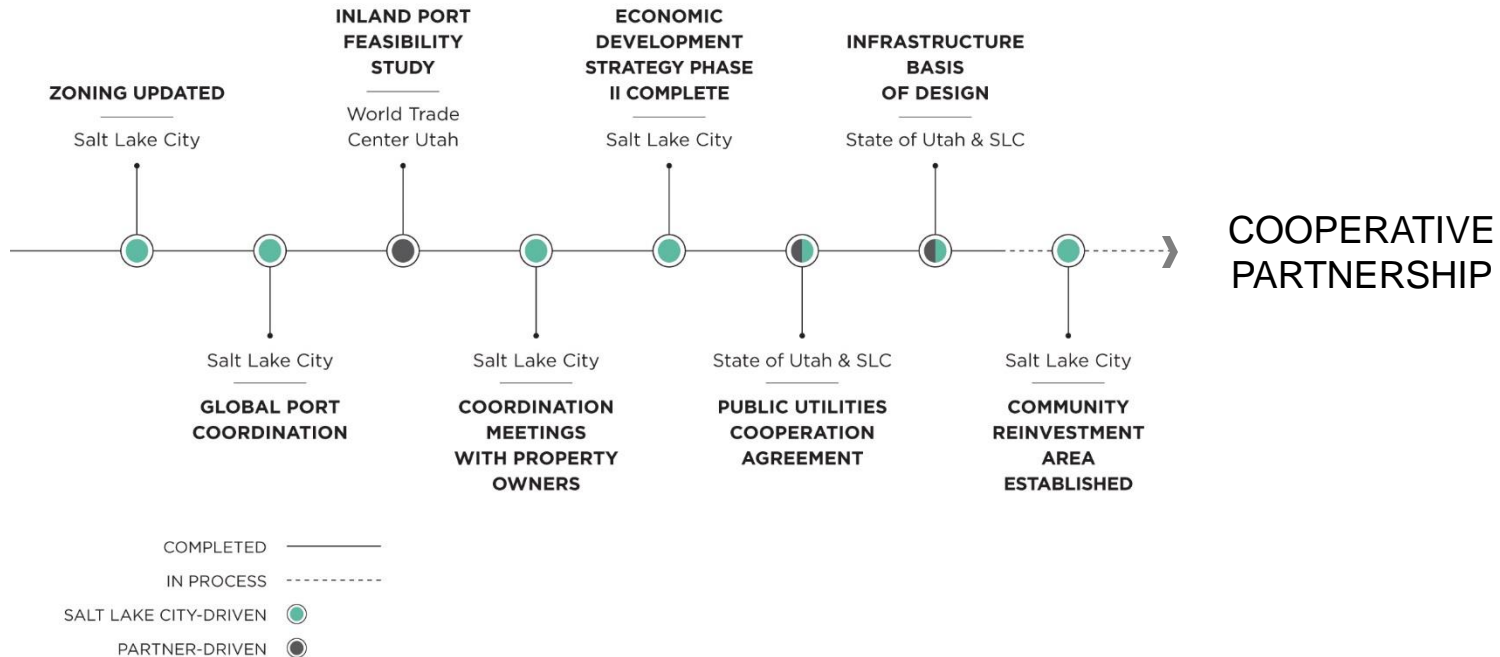 ZONING UPDATED
Salt Lake City
INLAND PORT
FEASIBILITY
STUDY
World Trade
Center Utah
ECONOMIC
DEVELOPMENT
STRATEGY PHASE
II COMPLETE
Salt Lake City
INFRASTRUCTURE
BASIS
OF DESIGN
State of Utah & SLC
COOPERATIVE
PARTNERSHIP
Salt Lake City
GLOBAL PORT
COORDINATION
Salt Lake City
COORDINATION
MEETINGS
WITH PROPERTY
OWNERS
State of Utah & SLC
PUBLIC UTILITIES
COOPERATION
AGREEMENT
Salt Lake City
COMMUNITY
REINVESTMENT
AREA
ESTABLISHED
COMPLETED
IN PROCESS
SALT LAKE CITY-DRIVEN
PARTNER-DRIVEN